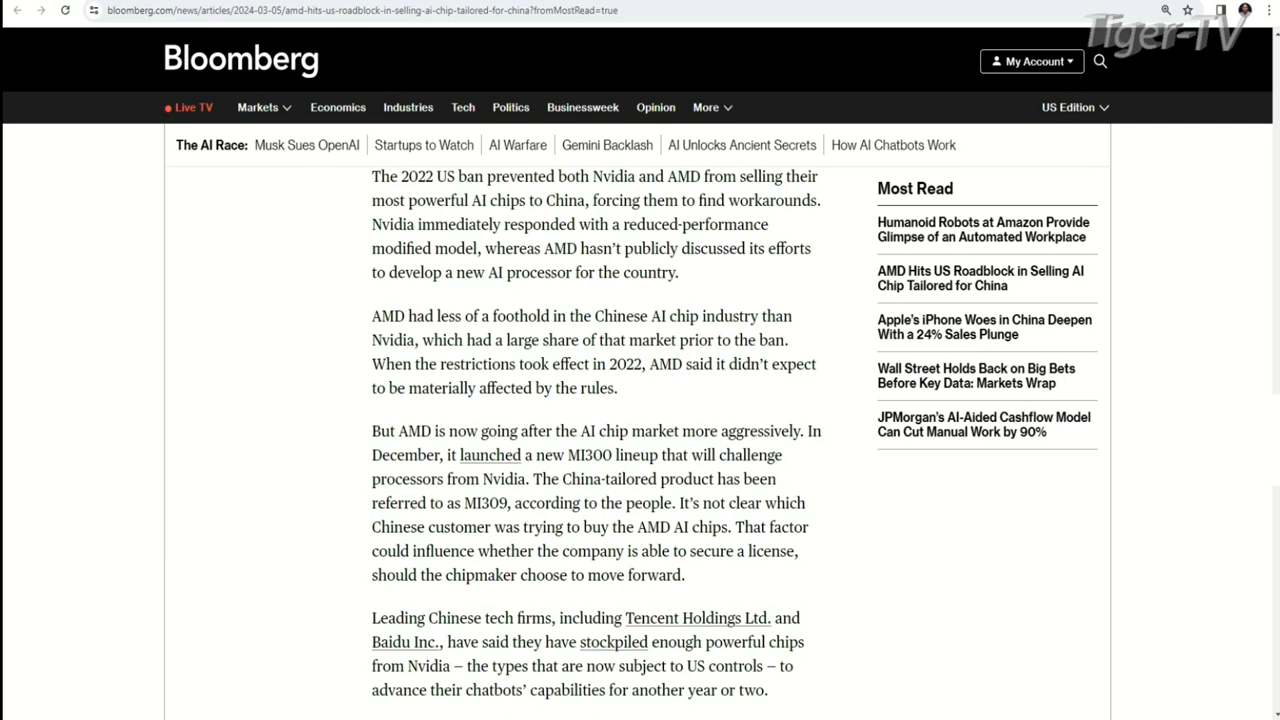 bloomberg.com/news/articles/2024-03-05/amd-hits-us-roadblock-in-selling-ai-chip-tailored-for-china?fromMostRead=true
Tiger-TV
Bloomberg
My Account
Live TV
Markets
Economics
Industries
Tech
Politics
Businessweek
Opinion
More
US Edition
The AI Race:
Musk Sues OpenAI
Startups to Watch
AI Warfare
Gemini Backlash
AI Unlocks Ancient Secrets
How AI Chatbots Work
The 2022 US ban prevented both Nvidia and AMD from selling their
most powerful AI chips to China, forcing them to find workarounds.
Nvidia immediately responded with a reduced-performance
modified model, whereas AMD hasn’t publicly discussed its efforts
to develop a new AI processor for the country.
AMD had less of a foothold in the Chinese AI chip industry than
Nvidia, which had a large share of that market prior to the ban.
When the restrictions took effect in 2022, AMD said it didn’t expect
to be materially affected by the rules.
But AMD is now going after the AI chip market more aggressively. In
December, it launched a new MI300 lineup that will challenge
processors from Nvidia. The China-tailored product has been
referred to as MI309, according to the people. It’s not clear which
Chinese customer was trying to buy the AMD AI chips. That factor
could influence whether the company is able to secure a license,
should the chipmaker choose to move forward.
Leading Chinese tech firms, including Tencent Holdings Ltd. and
Baidu Inc., have said they have stockpiled enough powerful chips
from Nvidia – the types that are now subject to US controls – to
advance their chatbots’ capabilities for another year or two.
Most Read
Humanoid Robots at Amazon Provide
Glimpse of an Automated Workplace
AMD Hits US Roadblock in Selling AI
Chip Tailored for China
Apple’s iPhone Woes in China Deepen
With a 24% Sales Plunge
Wall Street Holds Back on Big Bets
Before Key Data: Markets Wrap
JPMorgan’s AI-Aided Cashflow Model
Can Cut Manual Work by 90%